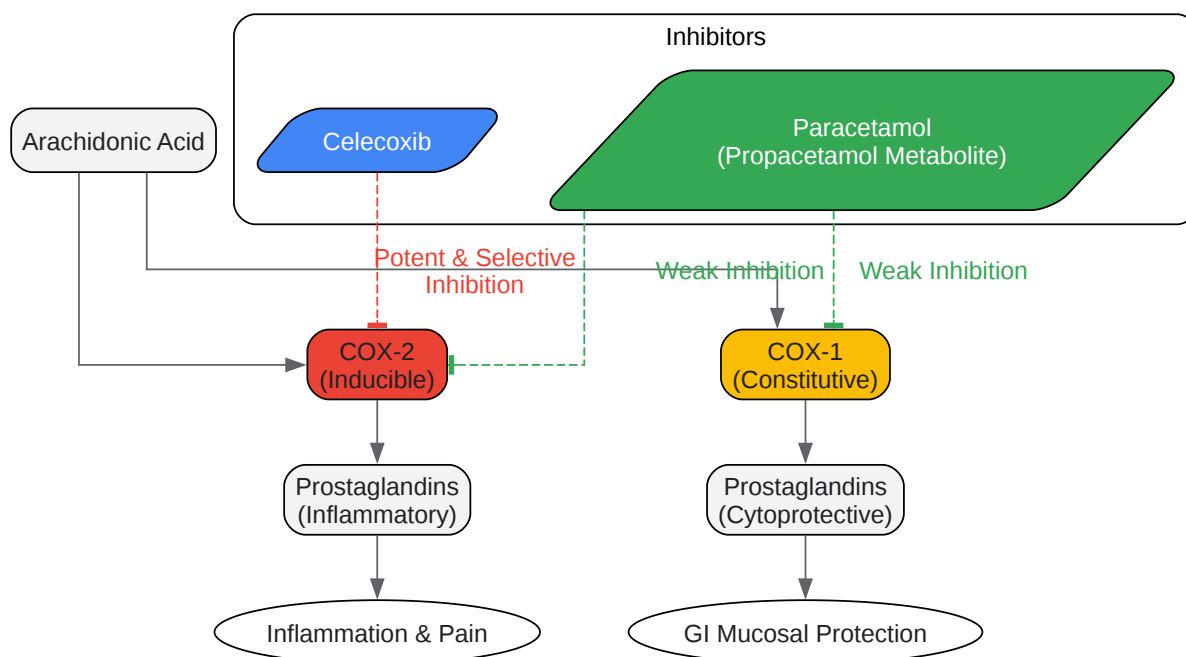 Inhibitors
Arachidonic Acid
Celecoxib
Paracetamol
(Propacetamol Metabolite)
Potent & Selective
Inhibition
Weak Inhibition
Weak Inhibition
COX-2
(Inducible)
COX-1
(Constitutive)
Prostaglandins
(Inflammatory)
Prostaglandins
(Cytoprotective)
Inflammation & Pain
GI Mucosal Protection